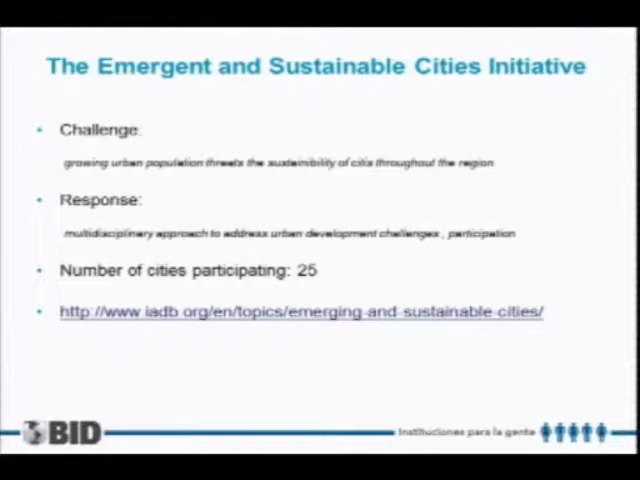 The Emergent and Sustainable Cities Initiative
Challenge:
growing urban population threets the susteinibility of citis throughout the region
Response:
multidisciplinary approach to address urban development challenges , participation
Number of cities participating: 25
http://www.iadb.org/en/topics/emerging-and-sustainable-cities/
BID
Instituciones para la gente